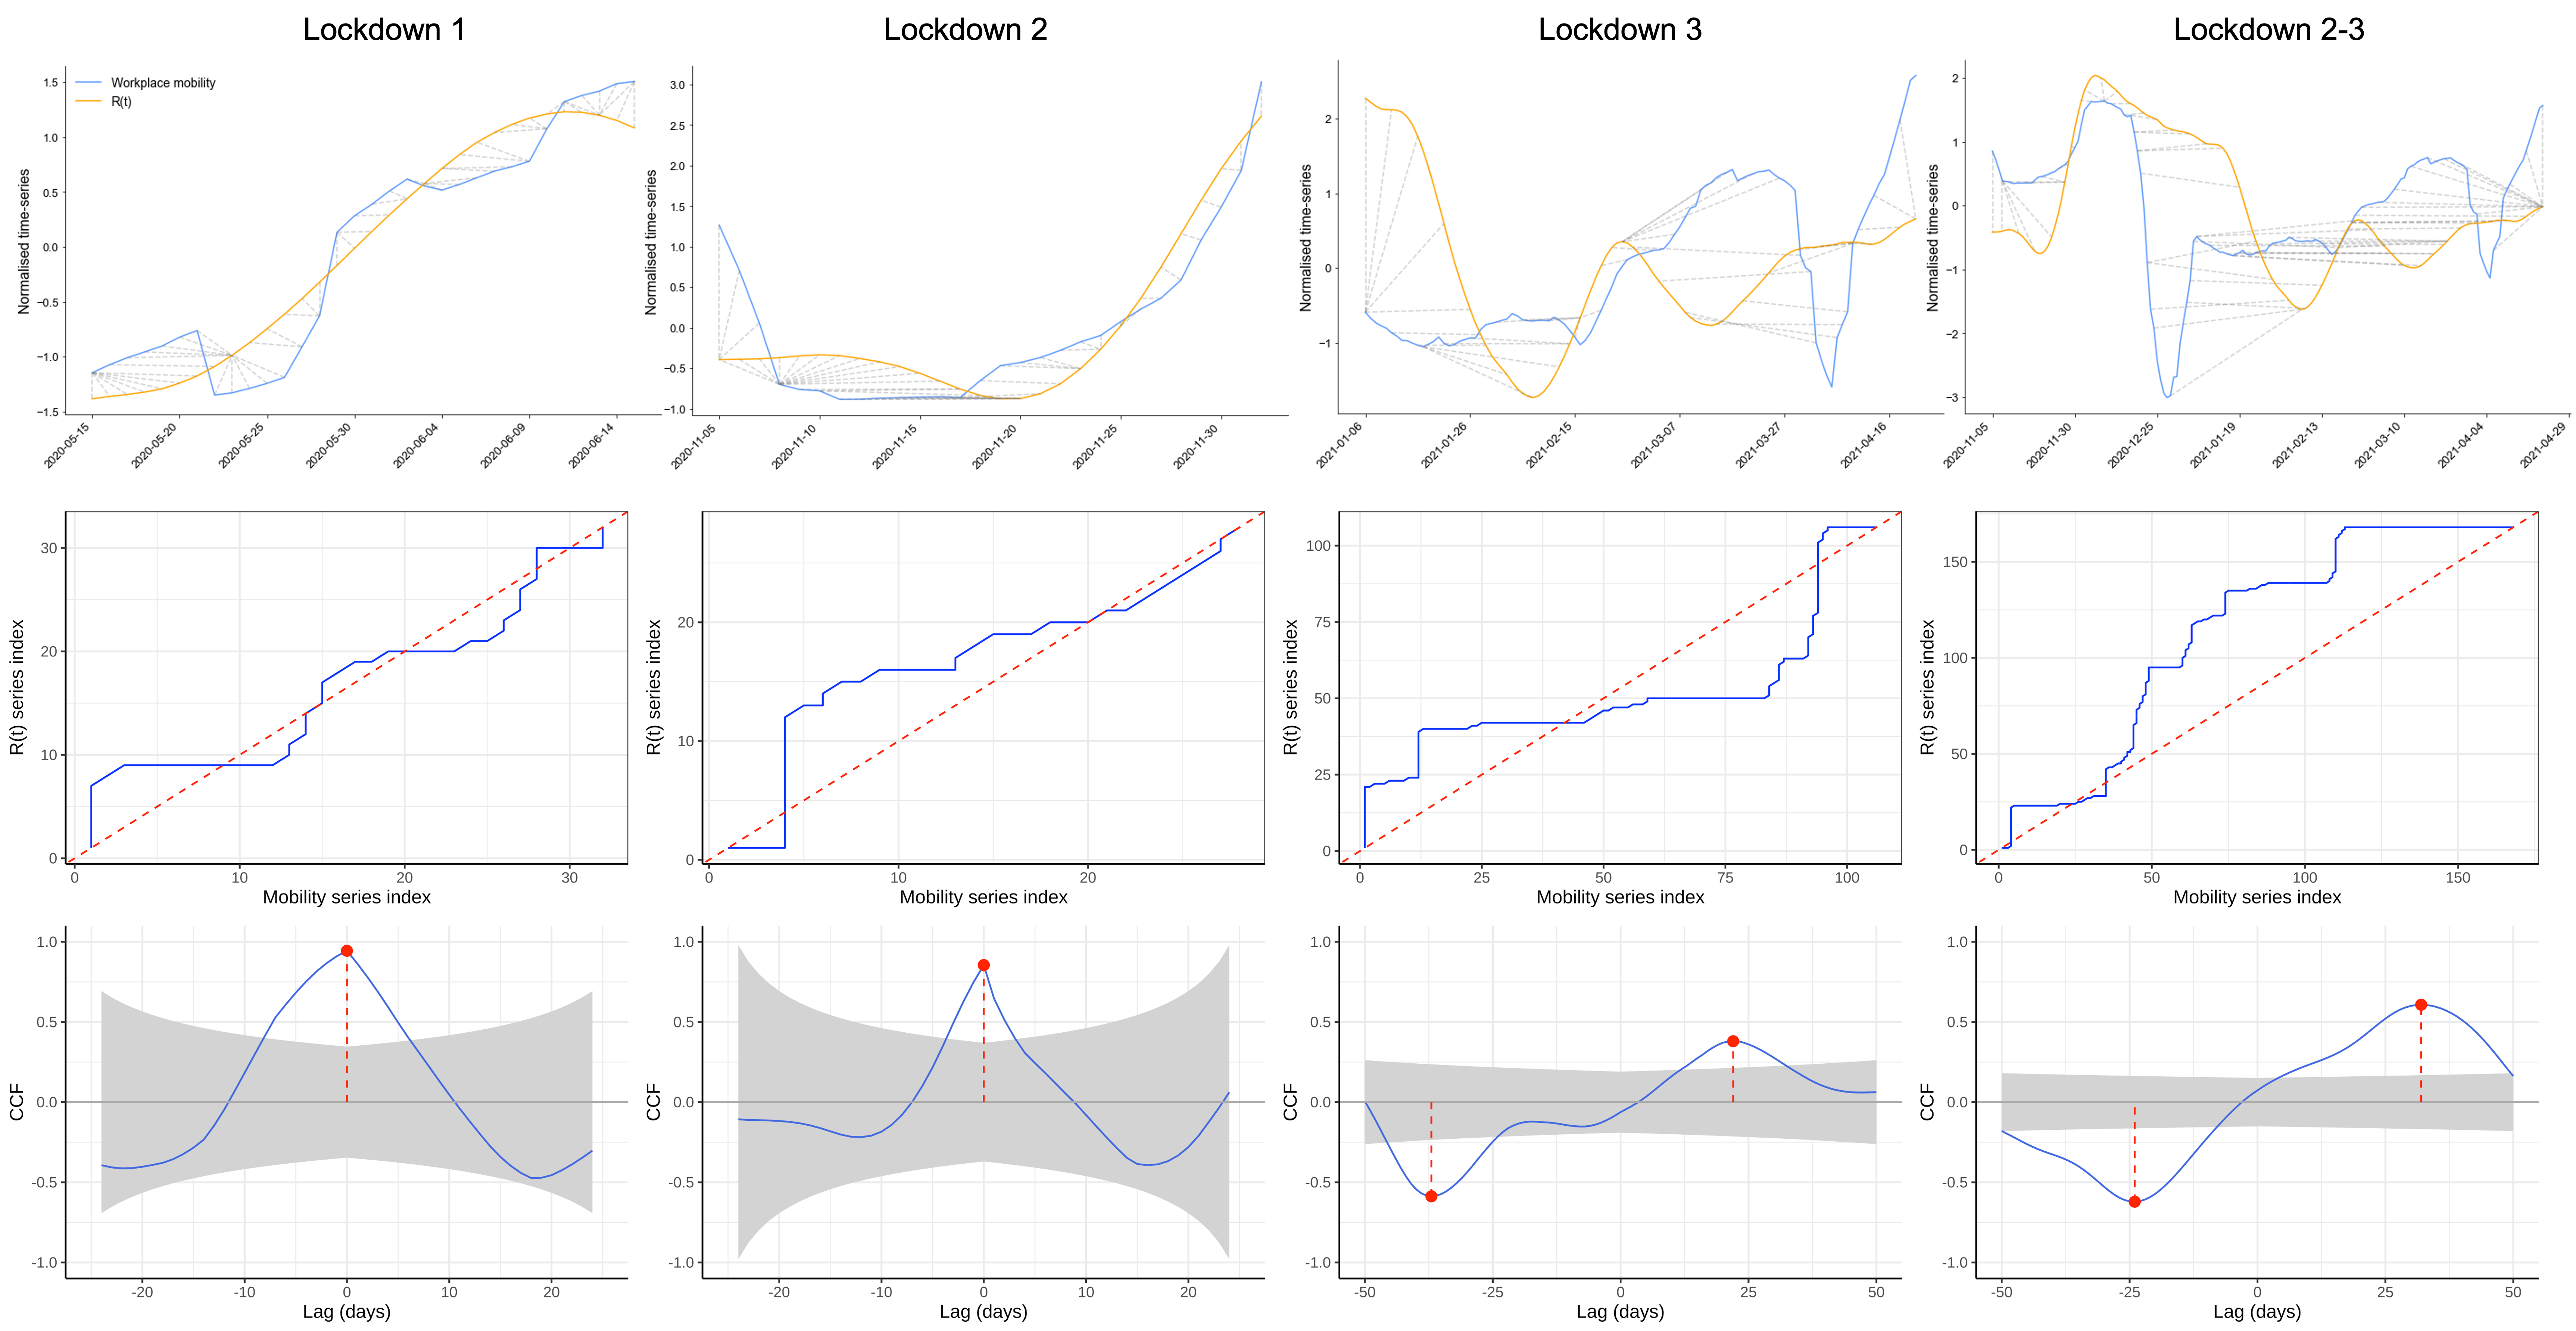 Lockdown 1
Lockdown 2
Lockdown 3
Lockdown 2-3
Normalised time-series
1.5
1.0
0.5
0.0
−0.5
−1.0
−1.5
Workplace mobility
R(t)
2020-05-15
2020-05-20
2020-05-25
2020-05-30
2020-06-04
2020-06-09
2020-06-14
Normalised time-series
3.0
2.5
2.0
1.5
1.0
0.5
0.0
−0.5
−1.0
2020-11-05
2020-11-10
2020-11-15
2020-11-20
2020-11-25
2020-11-30
Normalised time-series
2
1
0
−1
2021-01-06
2021-01-26
2021-02-15
2021-03-07
2021-03-27
2021-04-16
Normalised time-series
2
1
0
−1
−2
−3
2020-11-05
2020-11-30
2020-12-25
2021-01-19
2021-02-13
2021-03-10
2021-04-04
2021-04-29
R(t) series index
30
20
10
0
0 10 20 30
Mobility series index
R(t) series index
20
10
0
0 10 20
Mobility series index
R(t) series index
100
75
50
25
0
0 25 50 75 100
Mobility series index
R(t) series index
150
100
50
0
0 50 100 150
Mobility series index
CCF
1.0
0.5
0.0
-0.5
-1.0
-20 -10 0 10 20
Lag (days)
CCF
1.0
0.5
0.0
-0.5
-1.0
-20 -10 0 10 20
Lag (days)
CCF
1.0
0.5
0.0
-0.5
-1.0
-50 -25 0 25 50
Lag (days)
CCF
1.0
0.5
0.0
-0.5
-1.0
-50 -25 0 25 50
Lag (days)